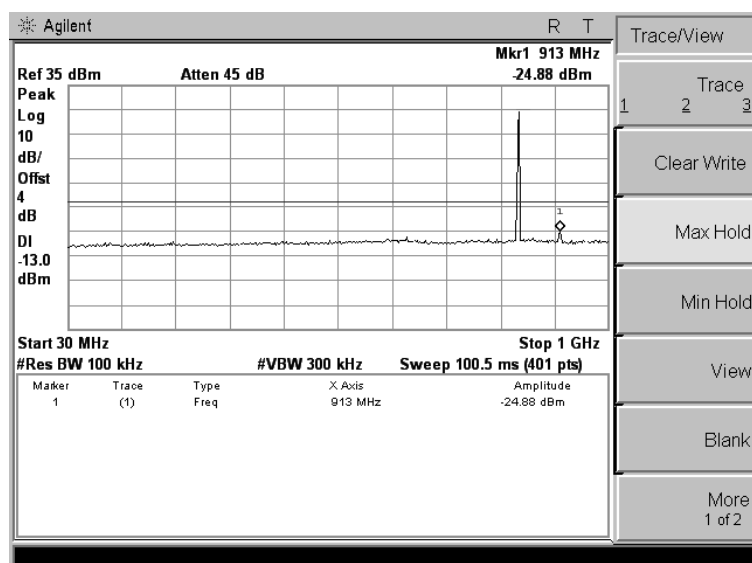 Agilent R T
Mkr1 913 MHz
Ref 35 dBm Atten 45 dB -24.88 dBm
Peak
Log
10
dB/
Offst
4
dB
DI
-13.0
dBm
1
Start 30 MHz Stop 1 GHz
#Res BW 100 kHz #VBW 300 kHz Sweep 100.5 ms (401 pts)
Marker Trace Type X Axis Amplitude
1 (1) Freq 913 MHz -24.88 dBm
Trace/View
Trace
1 2 3
Clear Write
Max Hold
Min Hold
View
Blank
More
1 of 2